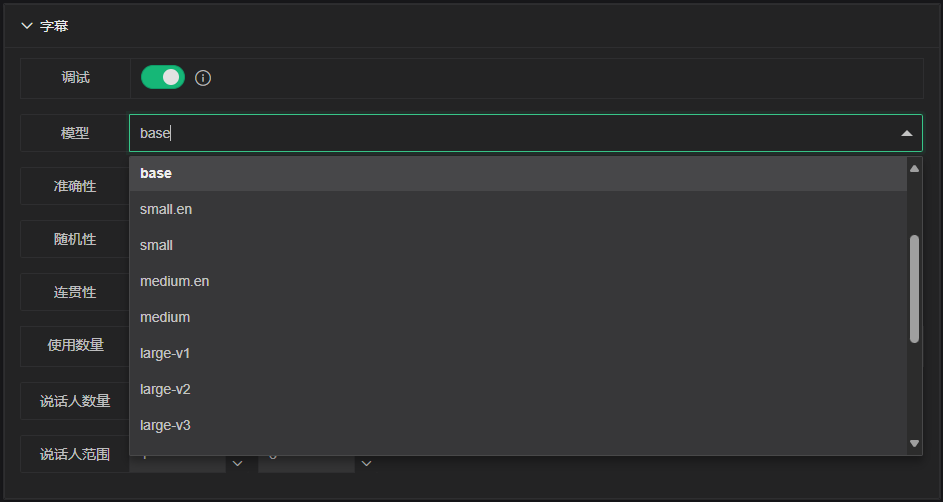 字幕
调试
模型
base
base
准确性
small.en
随机性
small
连贯性
medium.en
使用数量
medium
large-v1
说话人数量
large-v2
large-v3
说话人范围